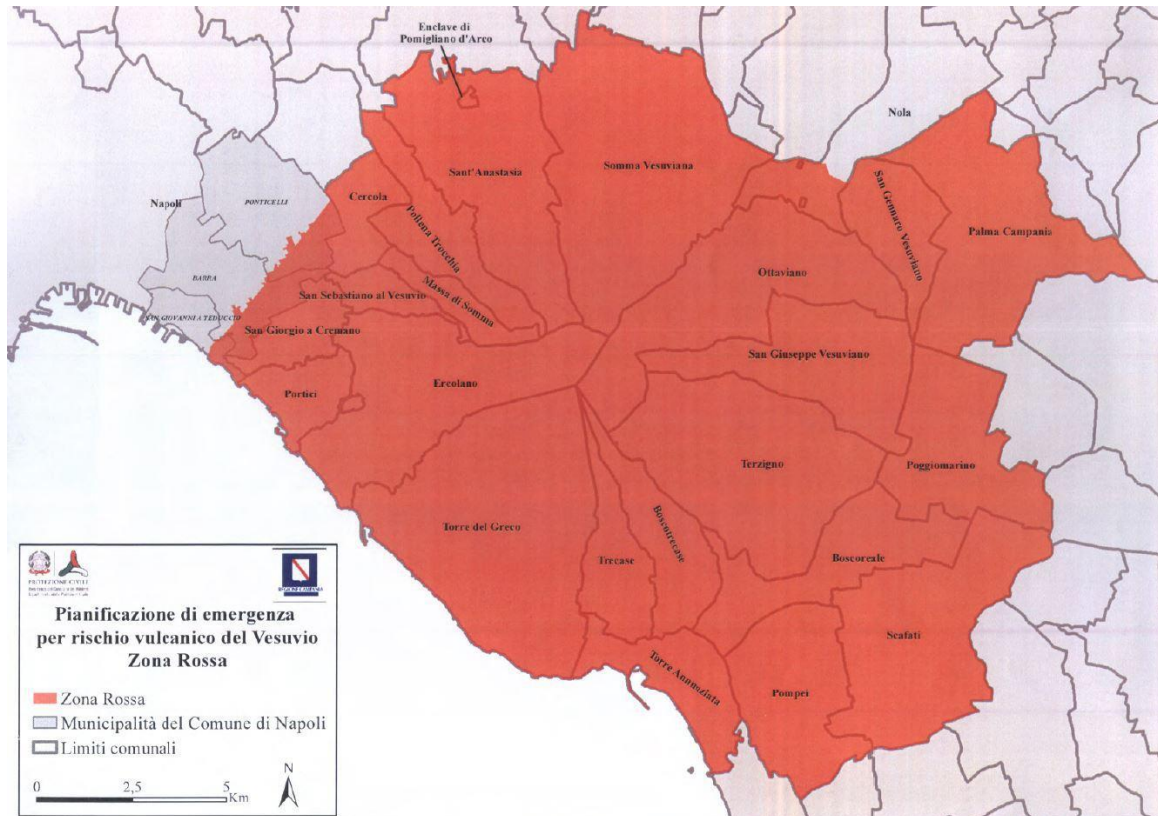 Enclave di
Pomigliano d'Arco
Nola
Somma Vesuviana
Sant'Anastasia
San Gennaro Vesuviano
Cercola
Napoli
PONTICELLI
Pollena Trocchia
Palma Campania
Ottaviano
BARRA
Massa di Somma
San Sebastiano al Vesuvio
SAN GIOVANNI A TEDUCCIO
San Giorgio a Cremano
San Giuseppe Vesuviano
Ercolano
Portici
Terzigno
Poggiomarino
Torre del Greco
Boscotrecase
Trecase
Boscoreale
Scafati
Torre Annunziata
Pompei
PROTEZIONE CIVILE
REGIONE CAMPANIA
Pianificazione di emergenza
per rischio vulcanico del Vesuvio
Zona Rossa
Zona Rossa
Municipalità del Comune di Napoli
Limiti comunali
0 2,5 5
Km
N